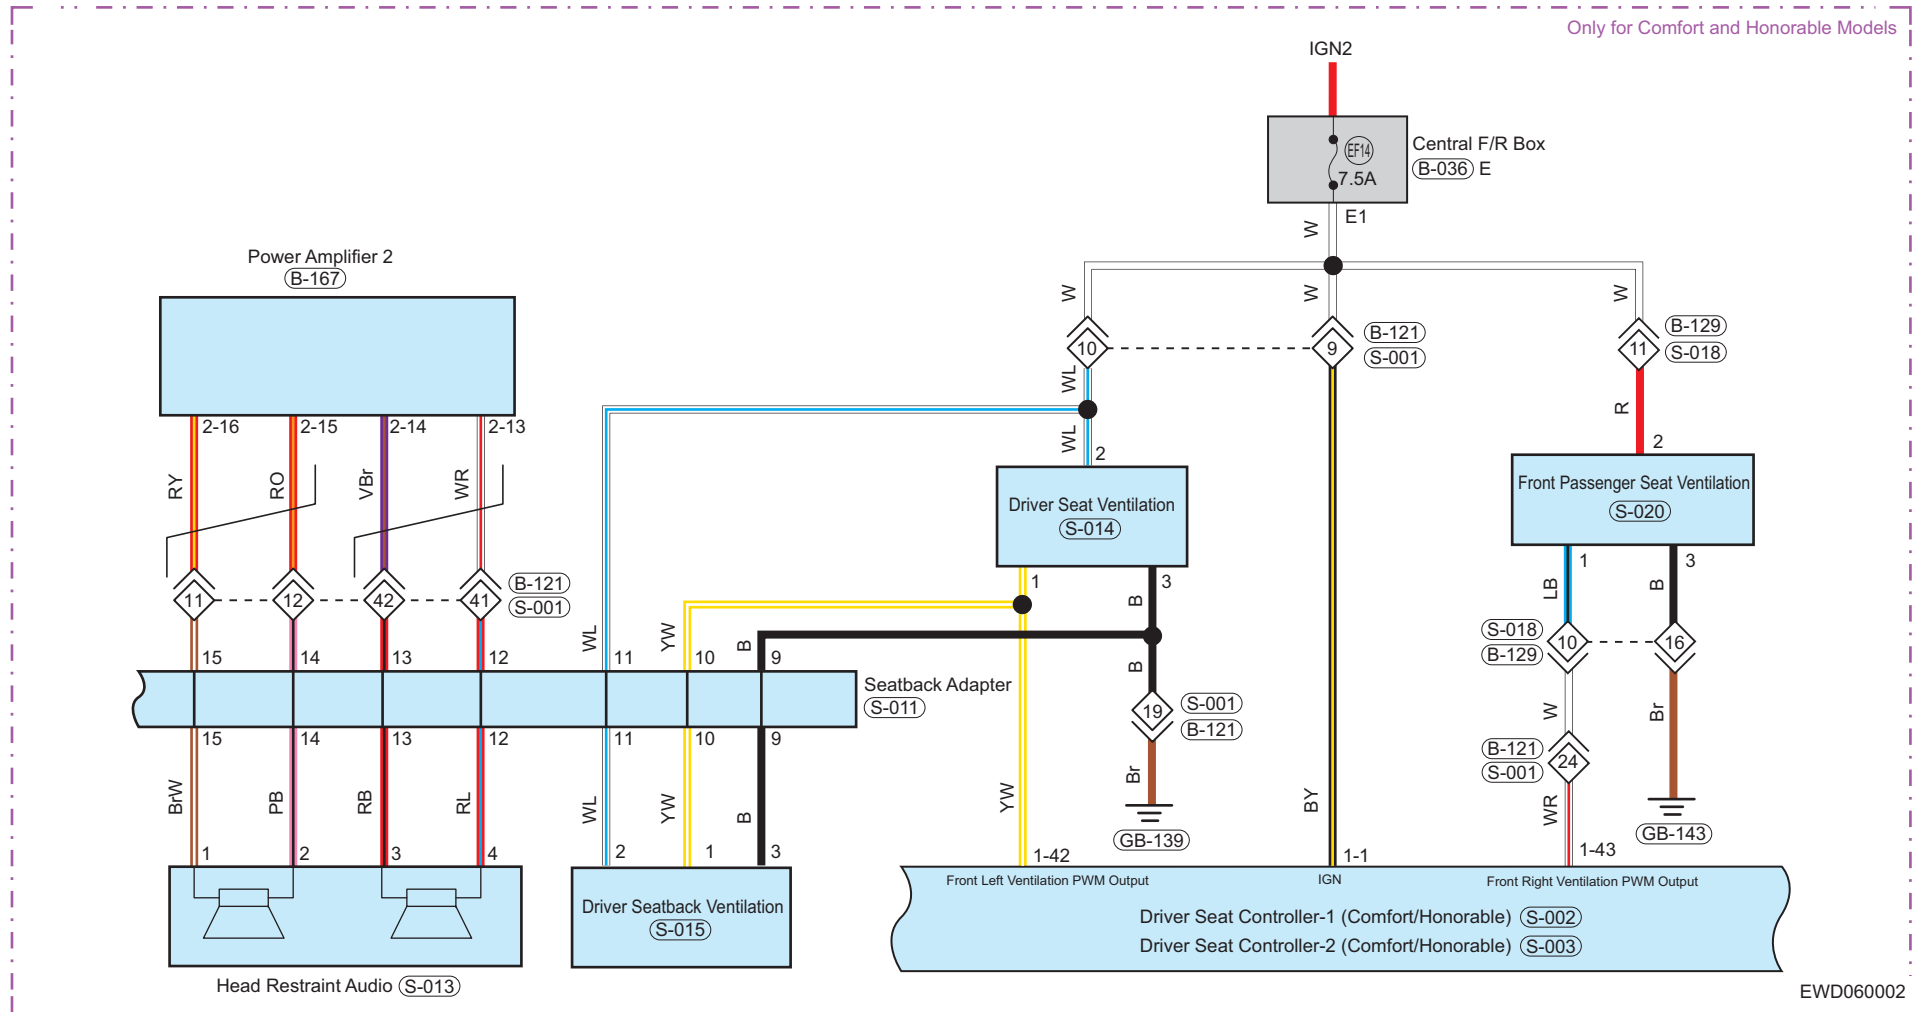 Only for Comfort and Honorable Models
IGN2
EF14
7.5A
Central F/R Box
B-036 E
E1
W
W
W
W
Power Amplifier 2
B-167
2-16
2-15
2-14
2-13
RY
RO
VBr
WR
11
12
42
41
B-121
S-001
10
9
B-121
S-001
11
B-129
S-018
WL
WL
2
R
2
Driver Seat Ventilation
S-014
Front Passenger Seat Ventilation
S-020
1
3
1
3
B
LB
B
S-018
B-129
10
16
15
14
13
12
WL
11
YW
10
B
9
B
Seatback Adapter
S-011
19
S-001
B-121
W
Br
15
14
13
12
11
10
9
B-121
S-001
24
BrW
PB
RB
RL
WL
YW
B
YW
Br
BY
WR
GB-139
GB-143
1
2
3
4
2
1
3
1-42
1-1
1-43
Front Left Ventilation PWM Output
IGN
Front Right Ventilation PWM Output
Driver Seatback Ventilation
S-015
Driver Seat Controller-1 (Comfort/Honorable) S-002
Driver Seat Controller-2 (Comfort/Honorable) S-003
Head Restraint Audio S-013
EWD060002